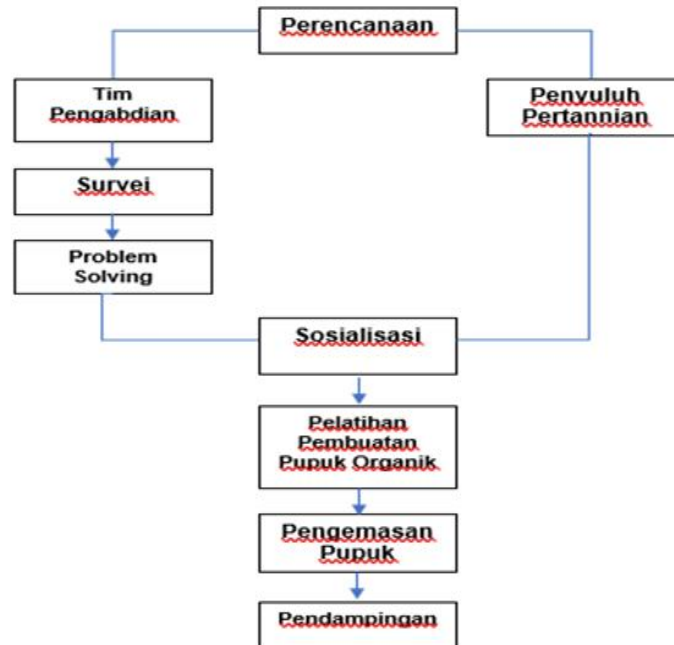 Perencanaan
Tim
Pengabdian
Penyuluh
Pertannian
Survei
Problem
Solving
Sosialisasi
Pelatihan
Pembuatan
Pupuk Organik
Pengemasan
Pupuk
Pendampingan